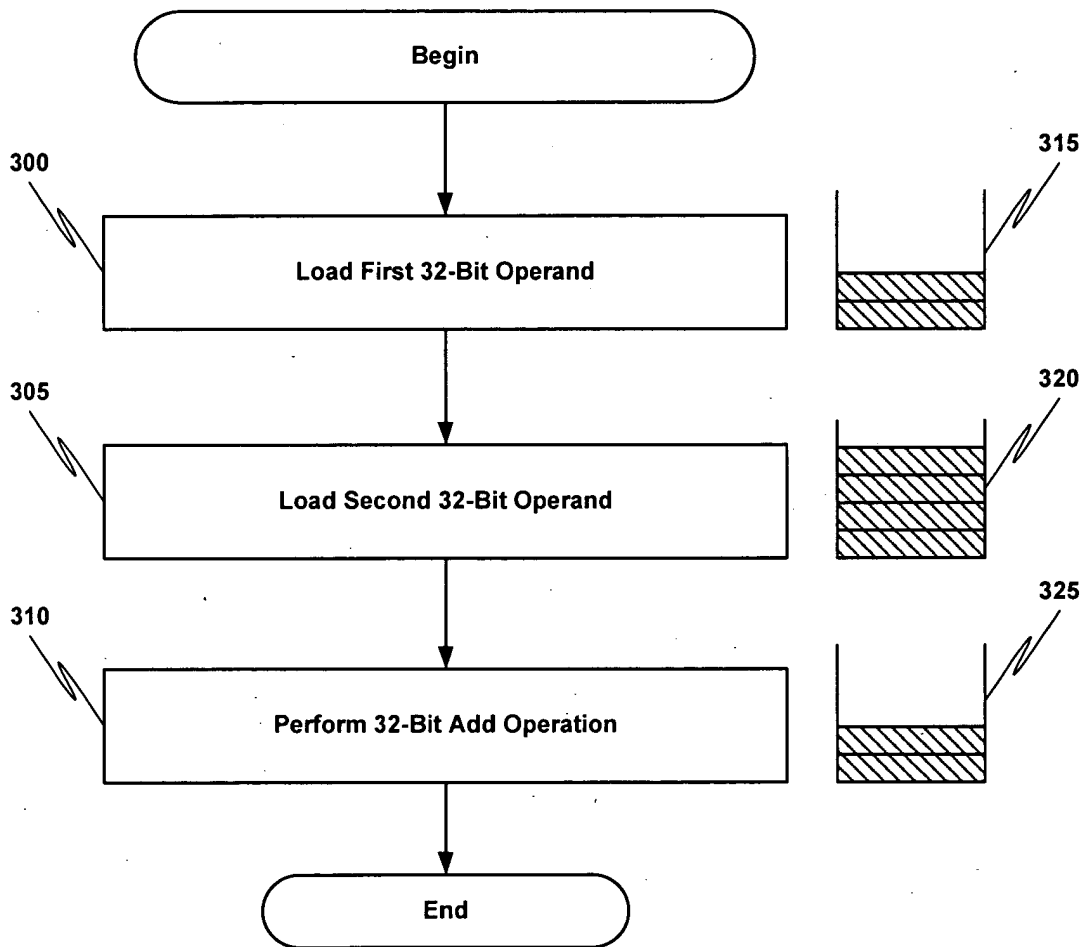 Begin
300
315
Load First 32-Bit Operand
305
320
Load Second 32-Bit Operand
310
325
Perform 32-Bit Add Operation
End